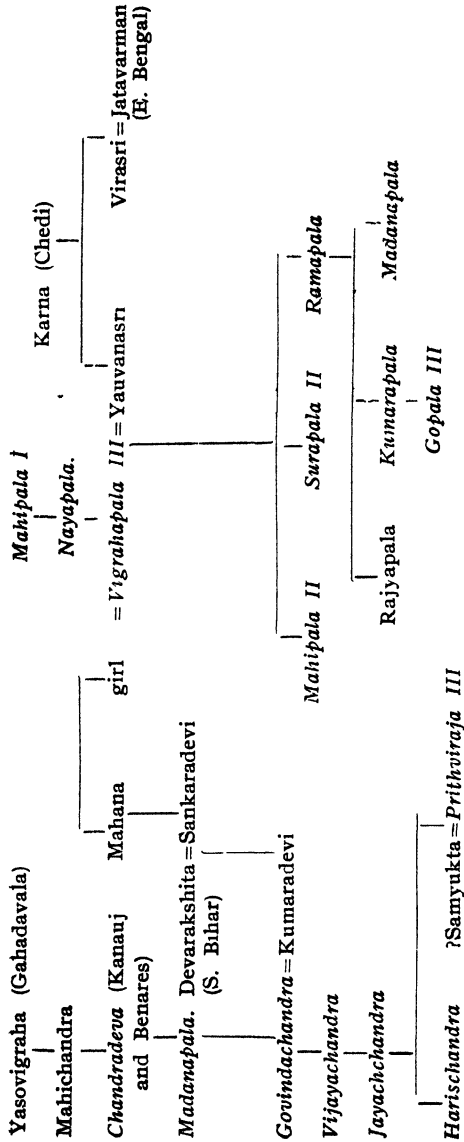 Yasovigraha (Gahadavala) Mahipala I
Karna (Chedi)
Mahichandra Nayapala.
Chandradeva (Kanauj Mahana girl =Vigrahapala III=Yauvanasri Virasri=Jatavarman
and Benares) (E. Bengal)
Madanapala. Devarakshita=Sankaradevi
(S. Bihar)
Govindachandra=Kumaradevi Mahipala II Surapala II Ramapala
Vijayachandra
Jayachchandra Rajyapala Kumarapala Madanapala
Gopala III
Harischandra ?Samyukta=Prithviraja III